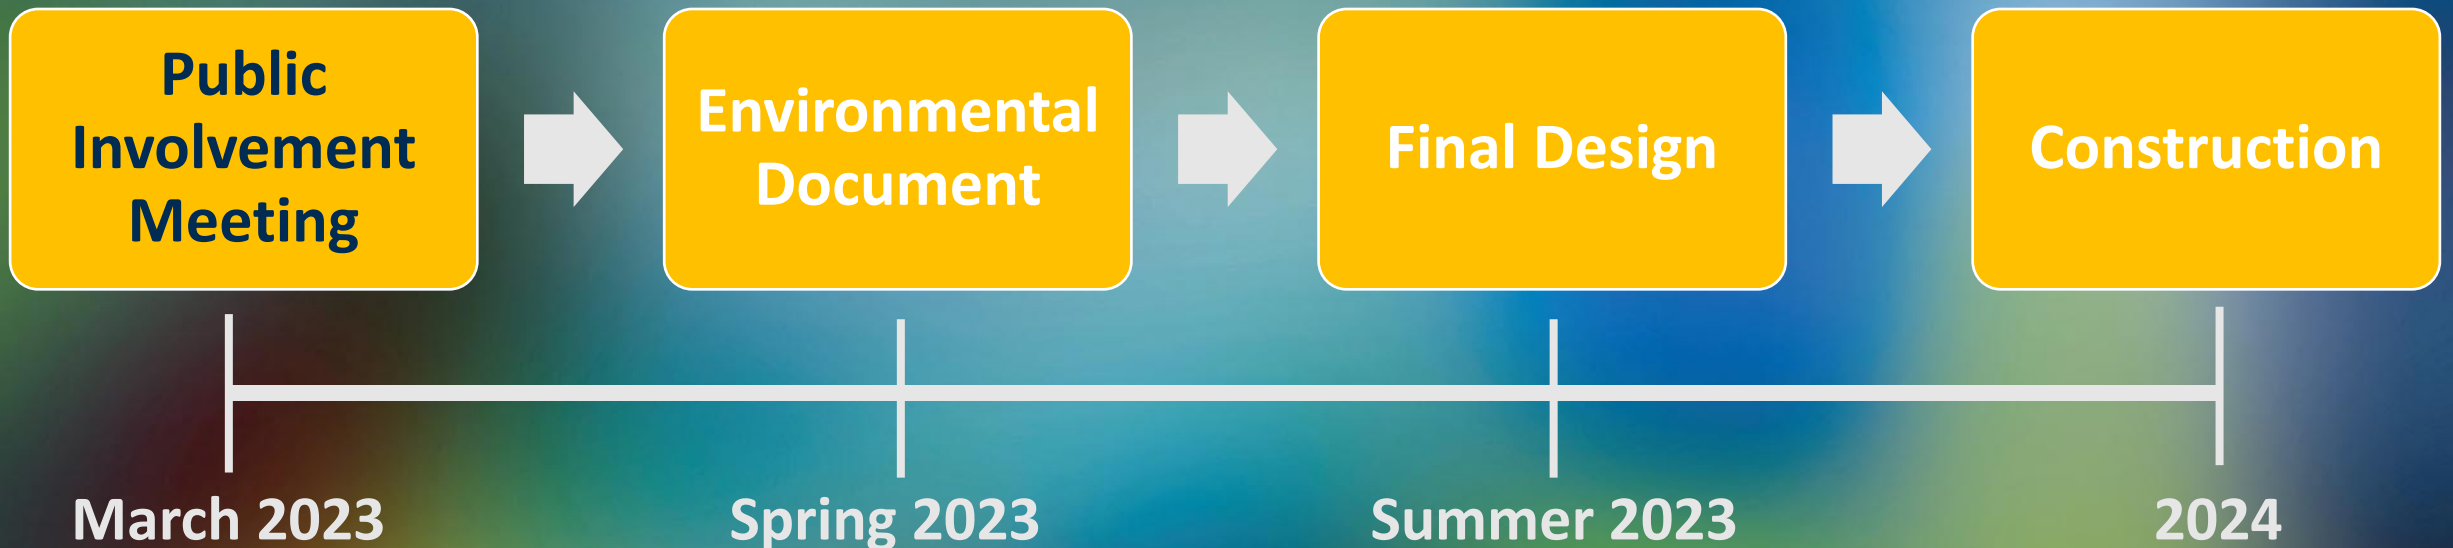 Public
Involvement
Meeting
Environmental
Document
Final Design
Construction
March 2023
Spring 2023
Summer 2023
2024